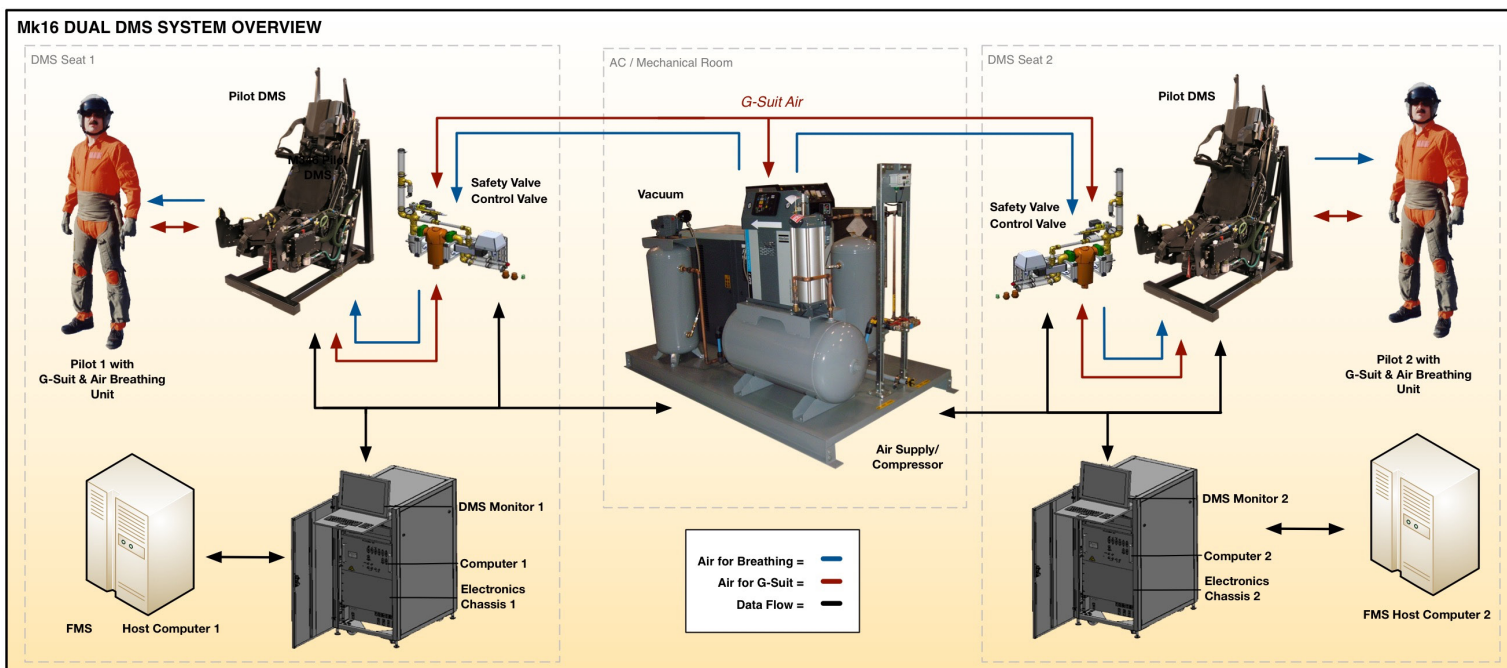 Mk16 DUAL DMS SYSTEM OVERVIEW
DMS Seat 1
Pilot DMS
Mk16 Pilot
DMS
Safety Valve
Control Valve
Pilot 1 with
G-Suit & Air Breathing
Unit
DMS Monitor 1
Computer 1
Electronics
Chassis 1
FMS Host Computer 1
AC / Mechanical Room
G-Suit Air
Vacuum
Air Supply/
Compressor
Air for Breathing =
Air for G-Suit =
Data Flow =
DMS Seat 2
Pilot DMS
Safety Valve
Control Valve
Pilot 2 with
G-Suit & Air Breathing
Unit
DMS Monitor 2
Computer 2
Electronics
Chassis 2
FMS Host Computer 2